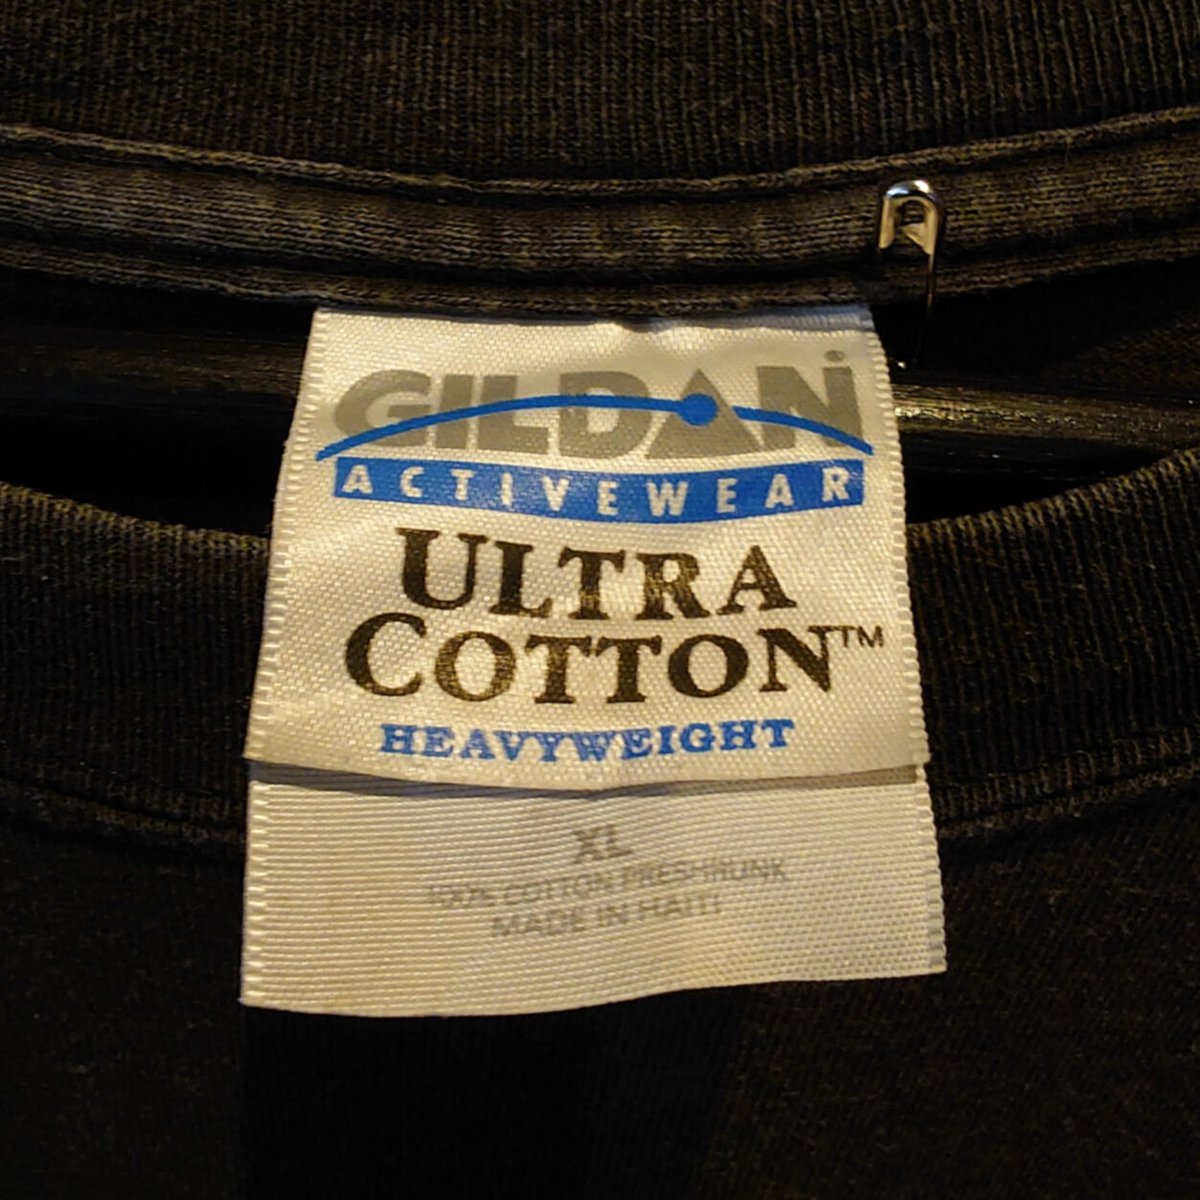 GILDAN
ACTIVEWEAR
ULTRA
COTTON™
HEAVYWEIGHT
XL
100% COTTON PRESHRUNK
MADE IN HAITI